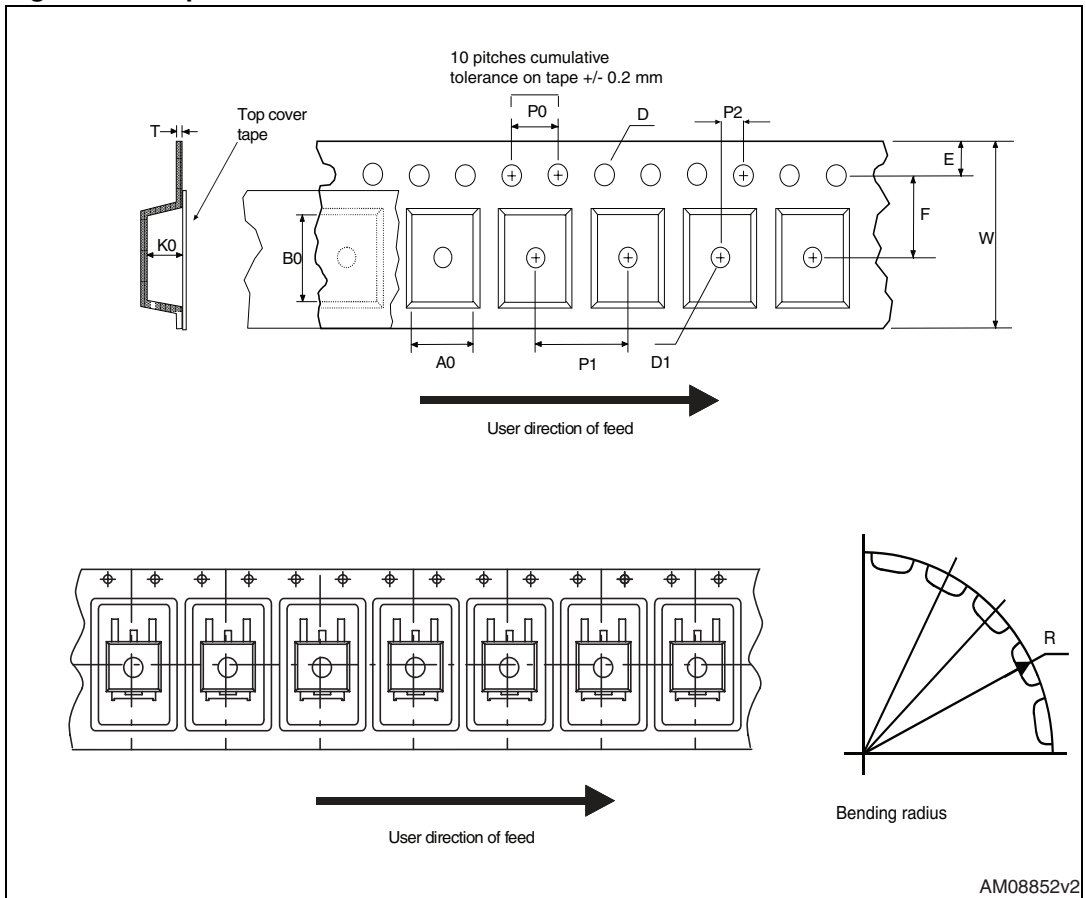 10 pitches cumulative
tolerance on tape +/- 0.2 mm
Top cover
tape
T
P0
D
P2
E
F
W
K0
B0
A0
P1
D1
User direction of feed
R
Bending radius
User direction of feed
AM08852v2